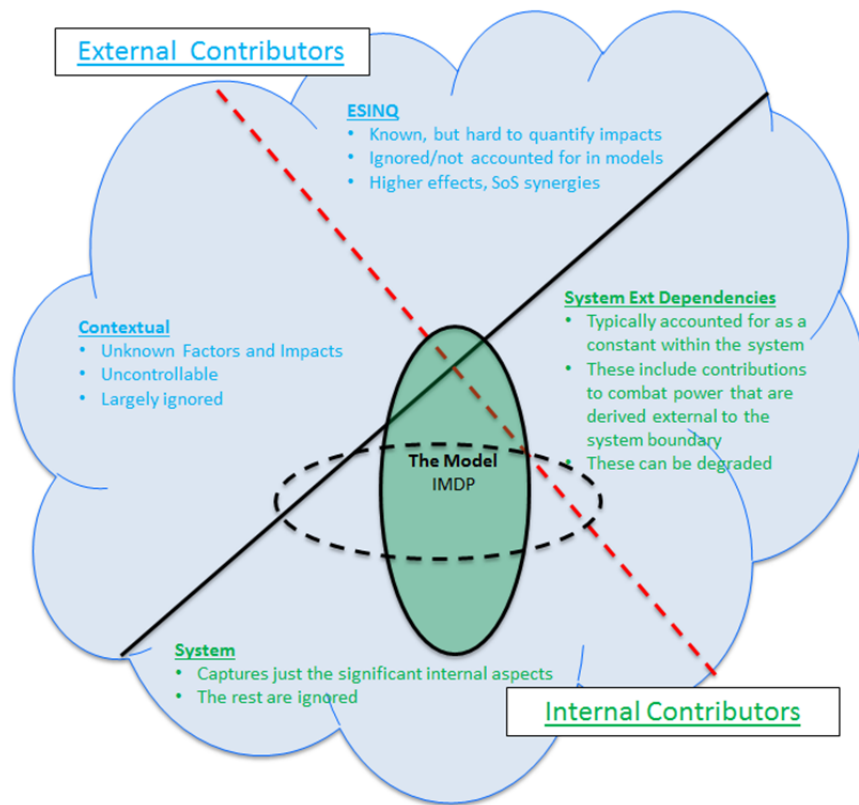 External Contributors
ESINQ
• Known, but hard to quantify impacts
• Ignored/not accounted for in models
• Higher effects, SoS synergies
System Ext Dependencies
• Typically accounted for as a
constant within the system
• These include contributions
to combat power that are
derived external to the
system boundary
• These can be degraded
Contextual
• Unknown Factors and Impacts
• Uncontrollable
• Largely ignored
The Model
IMDP
System
• Captures just the significant internal aspects
• The rest are ignored
Internal Contributors